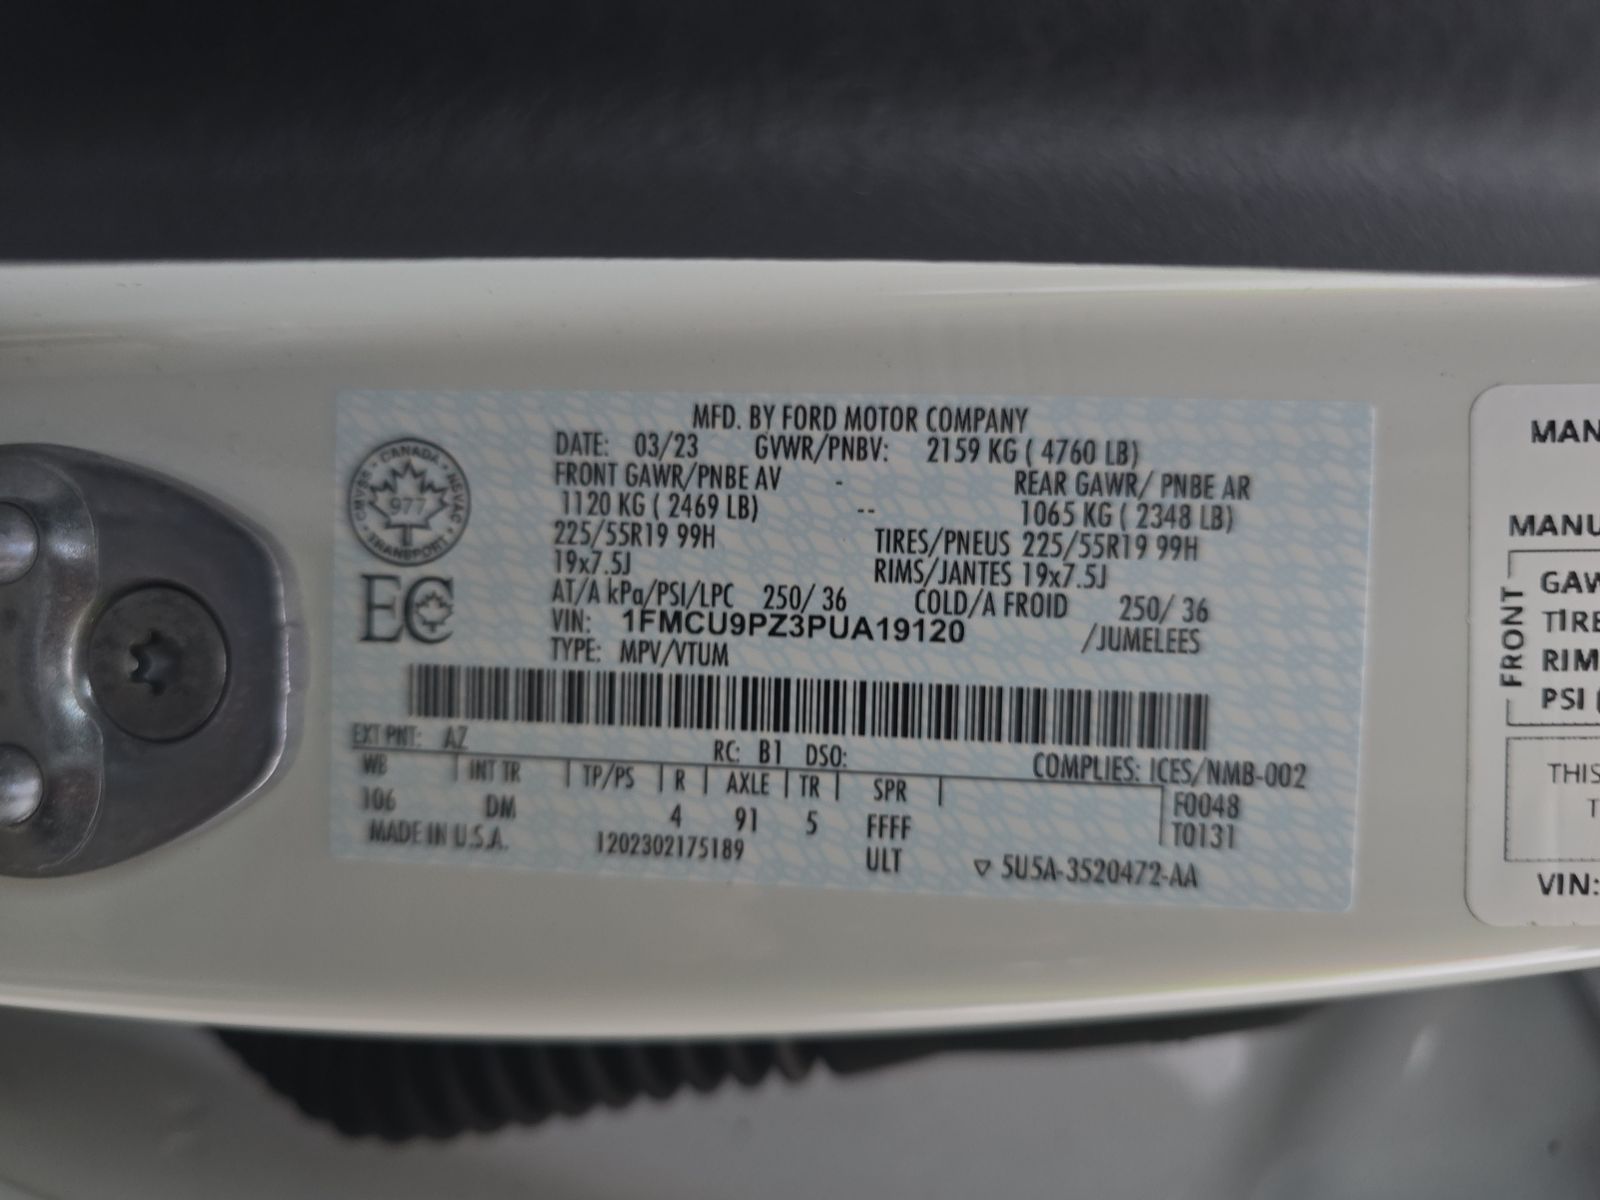 MFD. BY FORD MOTOR COMPANY
DATE: 03/23 GVWR/PNBV: 2159 KG ( 4760 LB)
FRONT GAWR/PNBE AV - REAR GAWR/ PNBE AR
1120 KG ( 2469 LB) -- 1065 KG ( 2348 LB)
225/55R19 99H TIRES/PNEUS 225/55R19 99H
19x7.5J RIMS/JANTES 19x7.5J
AT/A kPa/PSI/LPC 250/ 36 COLD/A FROID 250/ 36
VIN: 1FMCU9PZ3PUA19120 /JUMELEES
TYPE: MPV/VTUM
CANADA
CMVSS NSVAC
977
TRANSPORT
EC
EXT PNT: AZ RC: B1 DSO:
COMPLIES: ICES/NMB-002
WB | INT TR | TP/PS | R | AXLE | TR | SPR | F0048
106 DM 4 91 5 FFFF T0131
MADE IN U.S.A. 1202302175189 ULT ▽ 5U5A-3520472-AA
MAN
MANU
FRONT
GAW
TIRE
RIM
PSI (
THIS
T
VIN: